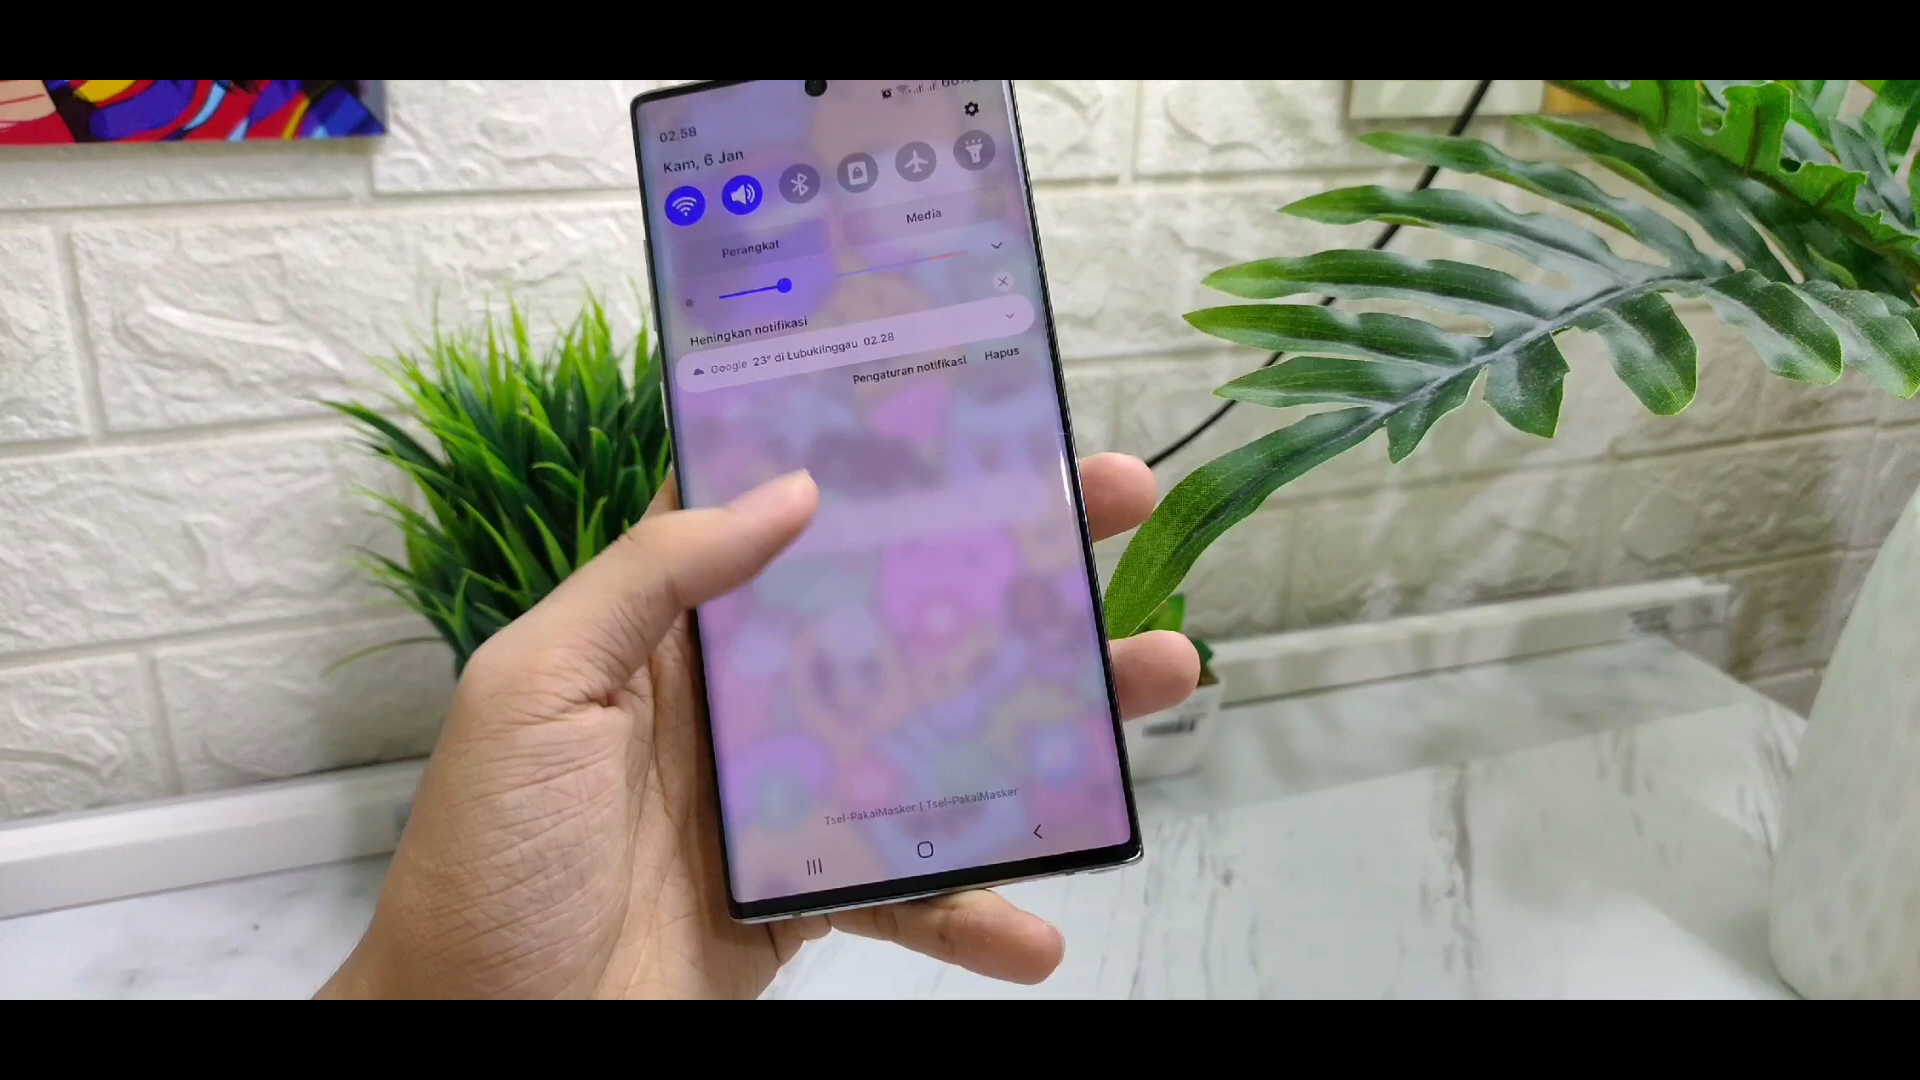 02.58
Kam, 6 Jan
Perangkat
Media
Heningkan notifikasi
Google 23° di Lubuklinggau 02.28
Pengaturan notifikasi
Hapus
Tsel-PakaiMasker | Tsel-PakaiMasker